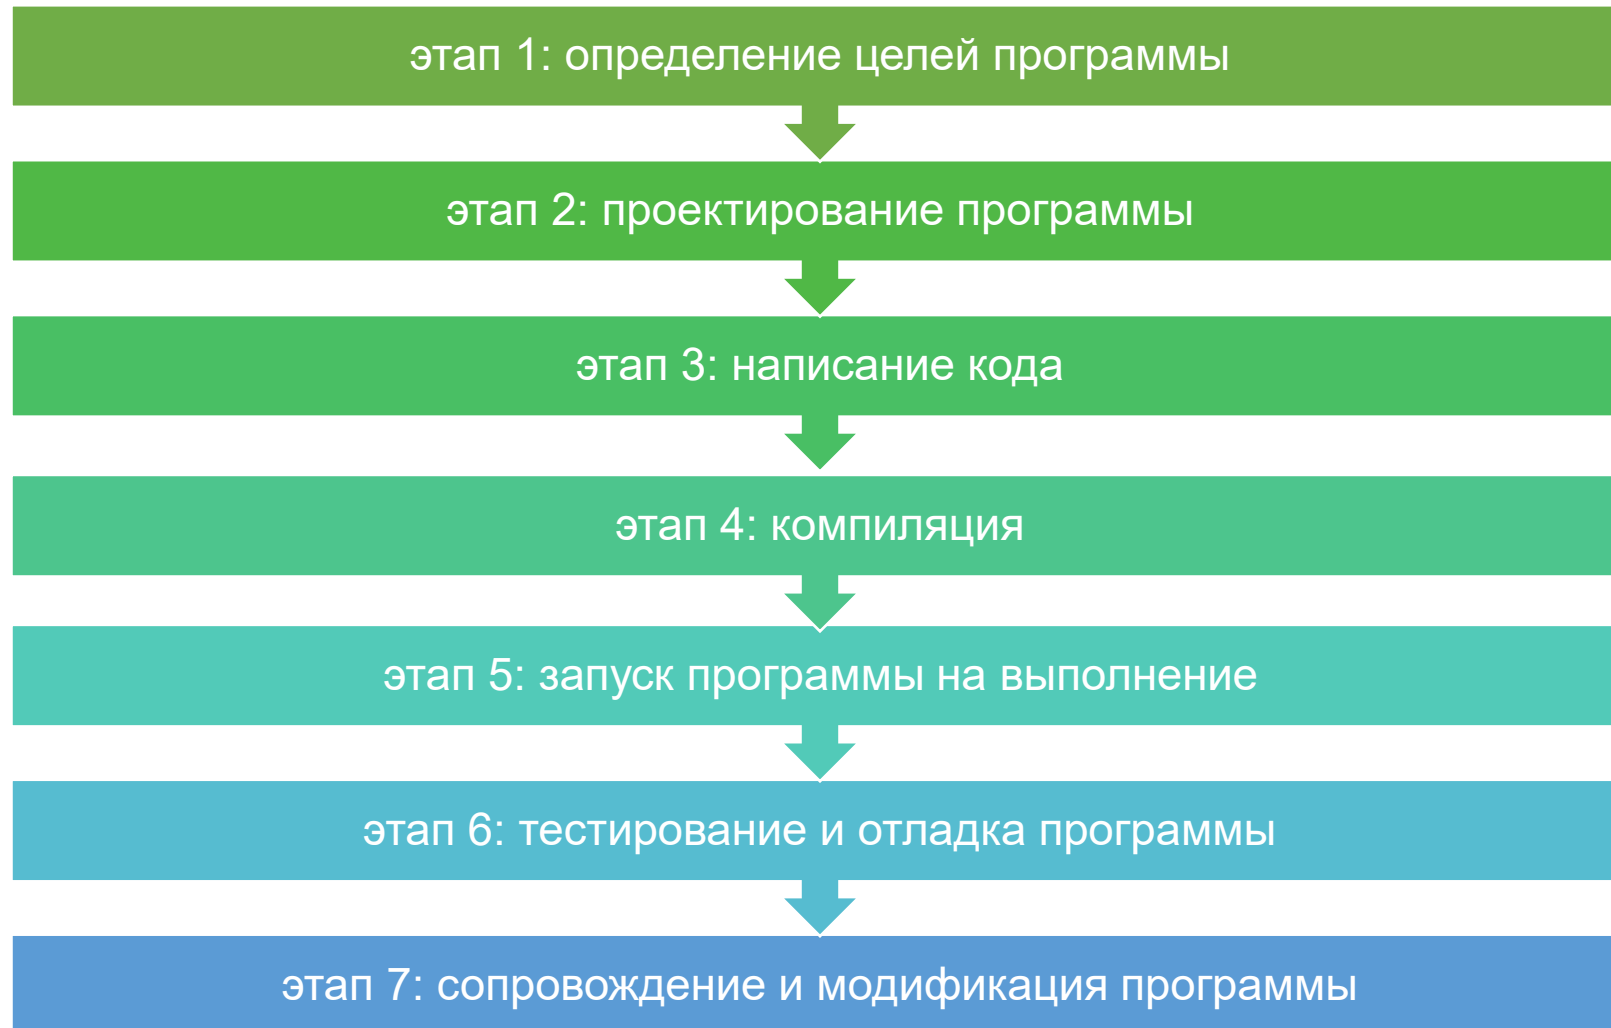 этап 1: определение целей программы
этап 2: проектирование программы
этап 3: написание кода
этап 4: компиляция
этап 5: запуск программы на выполнение
этап 6: тестирование и отладка программы
этап 7: сопровождение и модификация программы